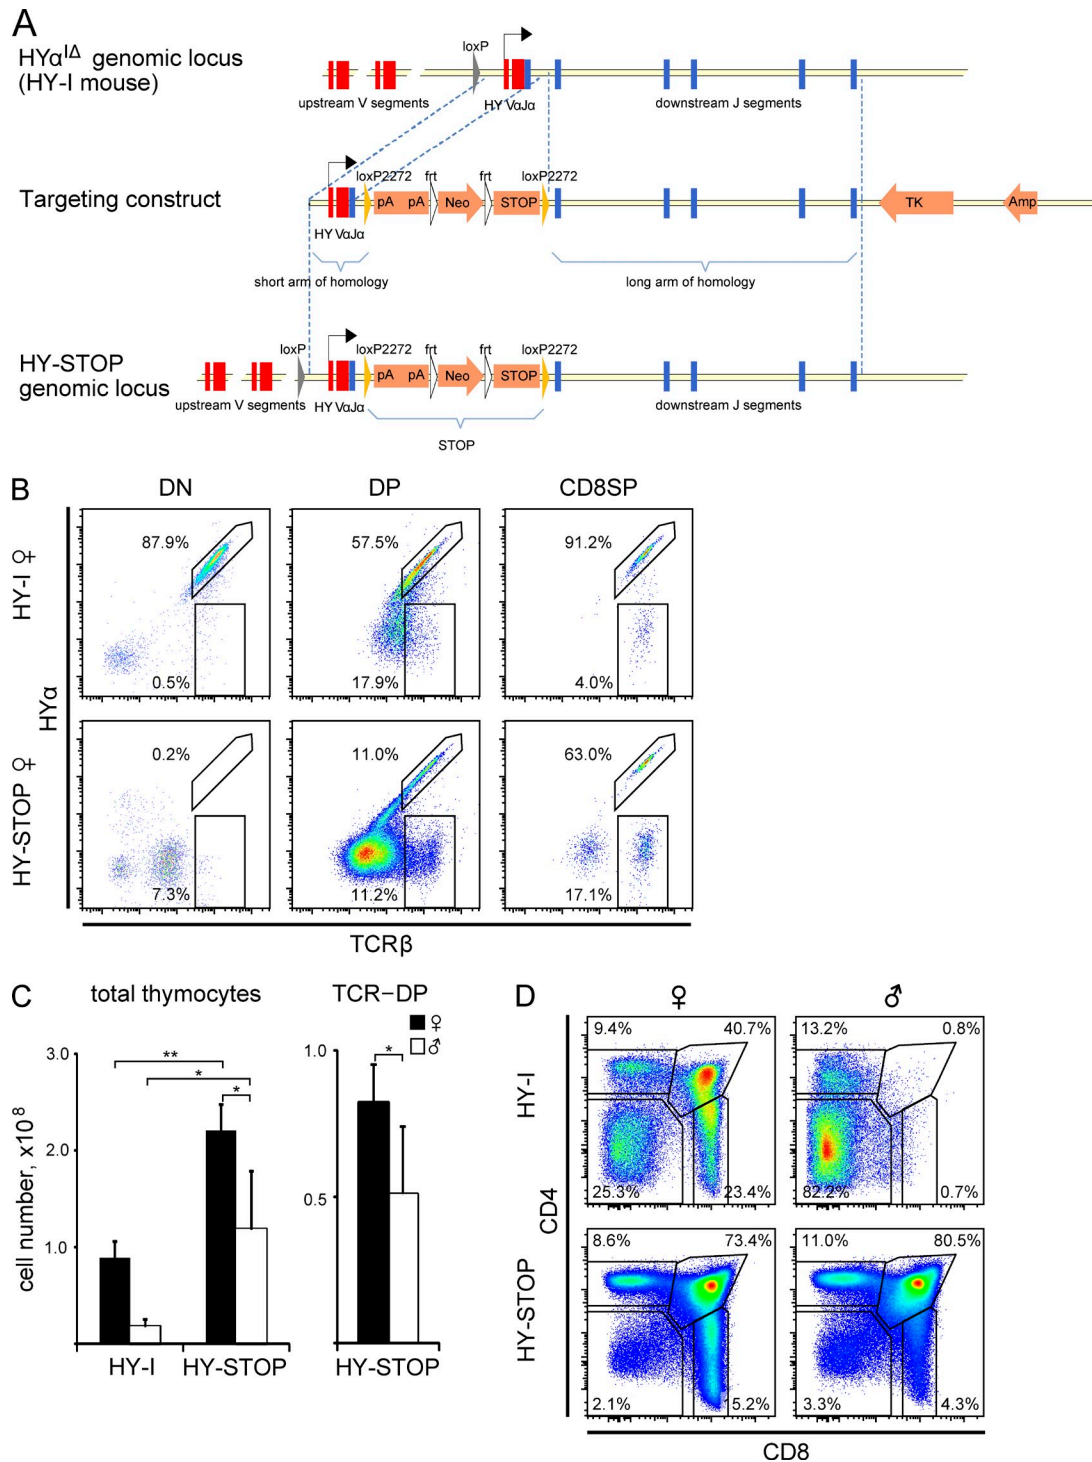 A
HYα^IΔ genomic locus
(HY-I mouse)
loxP
upstream V segments
HY VαJα
downstream J segments
Targeting construct
loxP2272 frt frt loxP2272
pA pA Neo STOP TK Amp
HY VαJα
short arm of homology
long arm of homology
HY-STOP
genomic locus
loxP
loxP2272 frt frt loxP2272
pA pA Neo STOP
upstream V segments
HY VαJα
downstream J segments
STOP
B
DN DP CD8SP
HY-I ♀
87.9% 57.5% 91.2%
0.5% 17.9% 4.0%
HYα
HY-STOP ♀
0.2% 11.0% 63.0%
7.3% 11.2% 17.1%
TCRβ
C
total thymocytes
TCR–DP
♀
♂
cell number, x10^8
3.0
2.0
1.0
**
*
*
HY-I HY-STOP
1.0
0.5
*
HY-STOP
D
♀ ♂
HY-I
9.4% 40.7% 13.2% 0.8%
25.3% 23.4% 82.2% 0.7%
CD4
HY-STOP
8.6% 73.4% 11.0% 80.5%
2.1% 15.2% 3.3% 4.3%
CD8